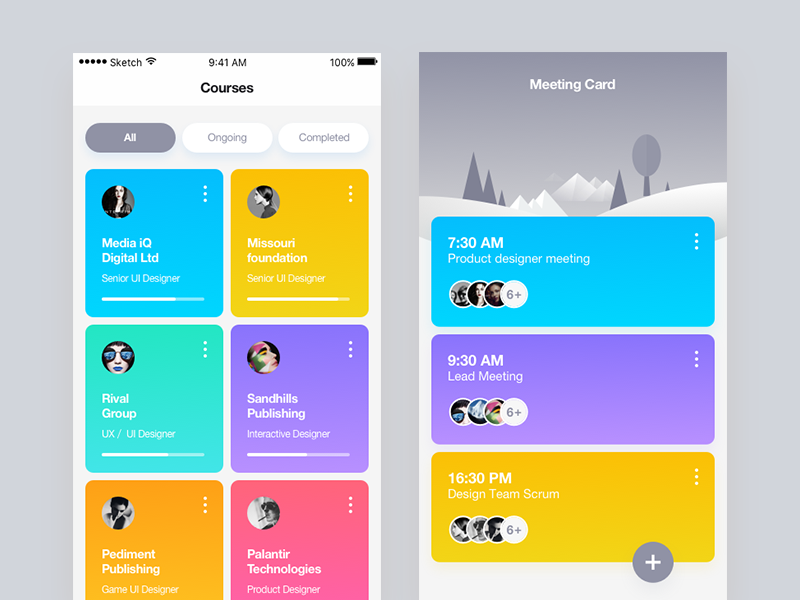 Sketch 9:41 AM 100%
Courses
All Ongoing Completed
Media iQ
Digital Ltd
Senior UI Designer
Missouri
foundation
Senior UI Designer
Rival
Group
UX / UI Designer
Sandhills
Publishing
Interactive Designer
Pediment
Publishing
Game UI Designer
Palantir
Technologies
Product Designer
Meeting Card
7:30 AM
Product designer meeting
6+
9:30 AM
Lead Meeting
6+
16:30 PM
Design Team Scrum
6+